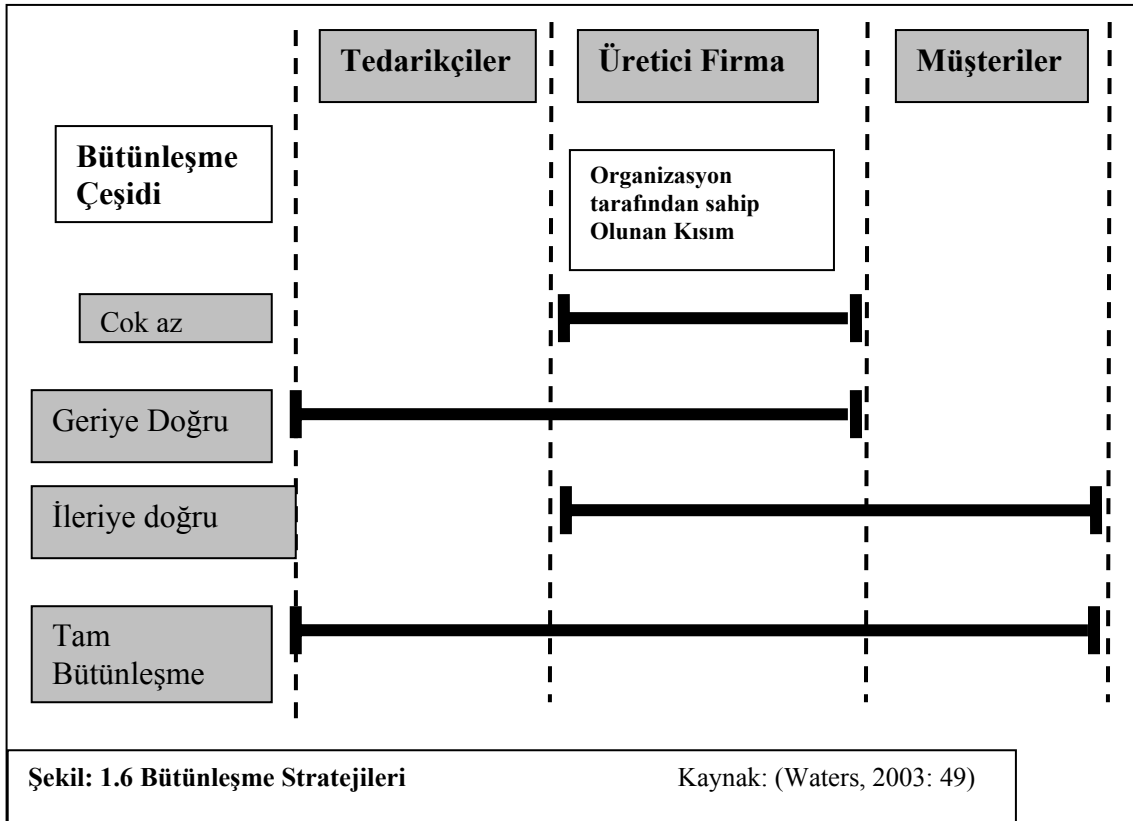 Tedarikçiler
Üretici Firma
Müşteriler
Bütünleşme
Çeşidi
Organizasyon
tarafından sahip
Olunan Kısım
Cok az
Geriye Doğru
İleriye doğru
Tam
Bütünleşme
Şekil: 1.6 Bütünleşme Stratejileri Kaynak: (Waters, 2003: 49)